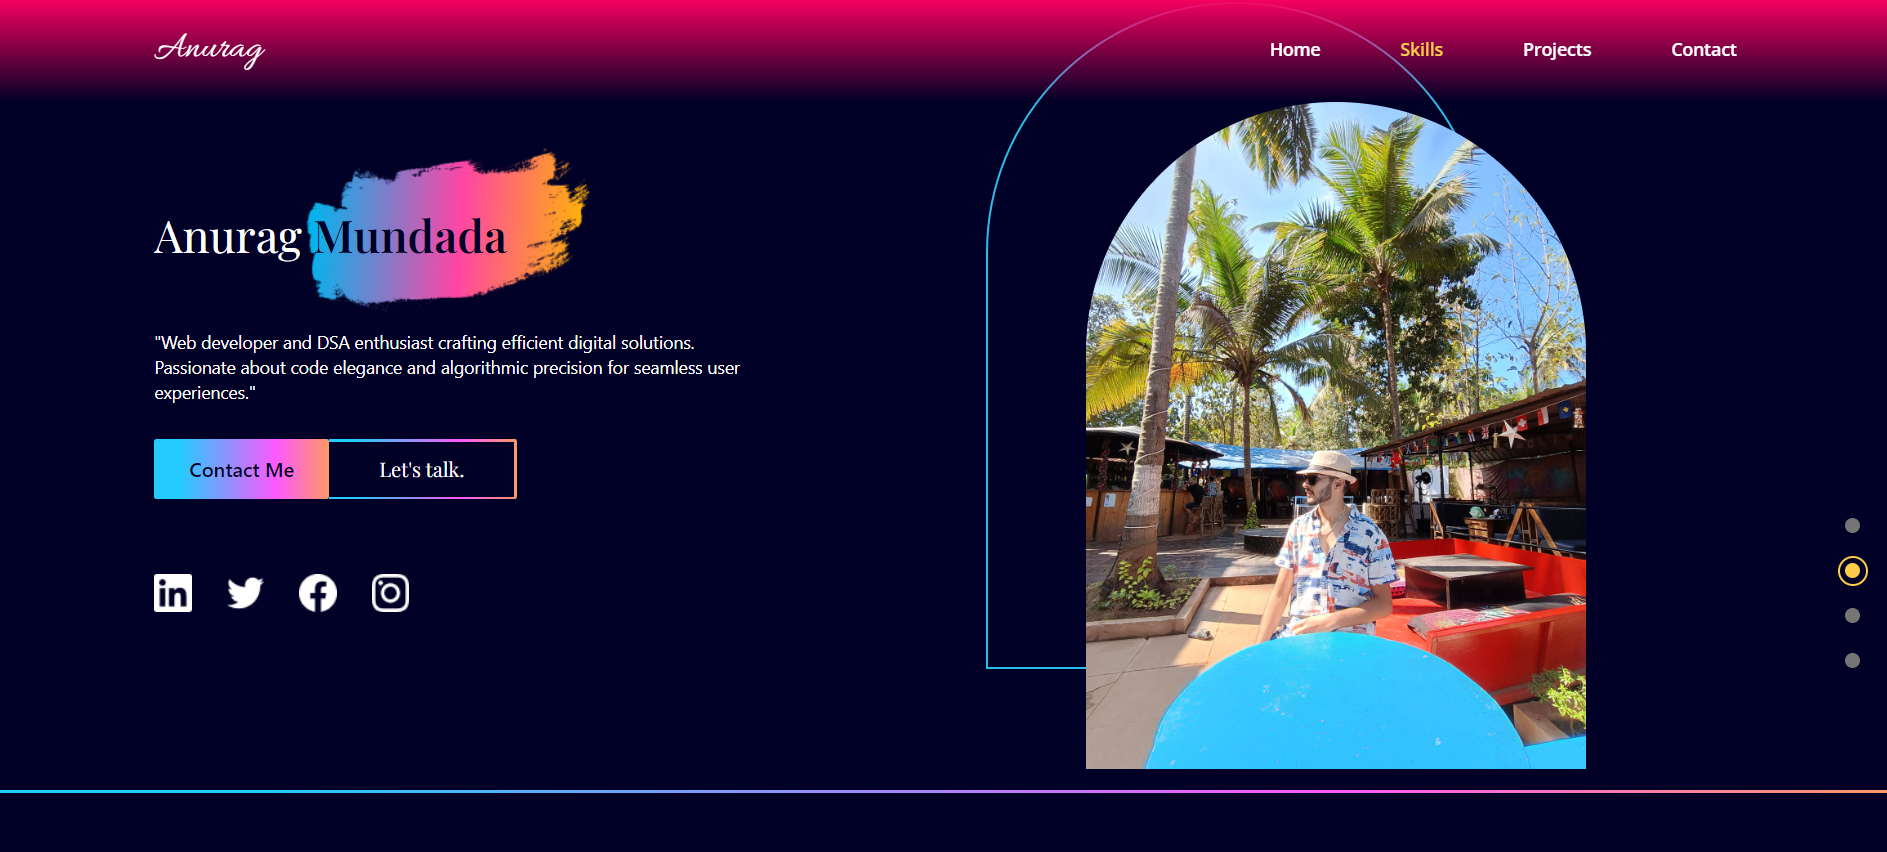 Anurag
Home Skills Projects Contact
Anurag Mundada
"Web developer and DSA enthusiast crafting efficient digital solutions.
Passionate about code elegance and algorithmic precision for seamless user
experiences."
Contact Me Let's talk.
in